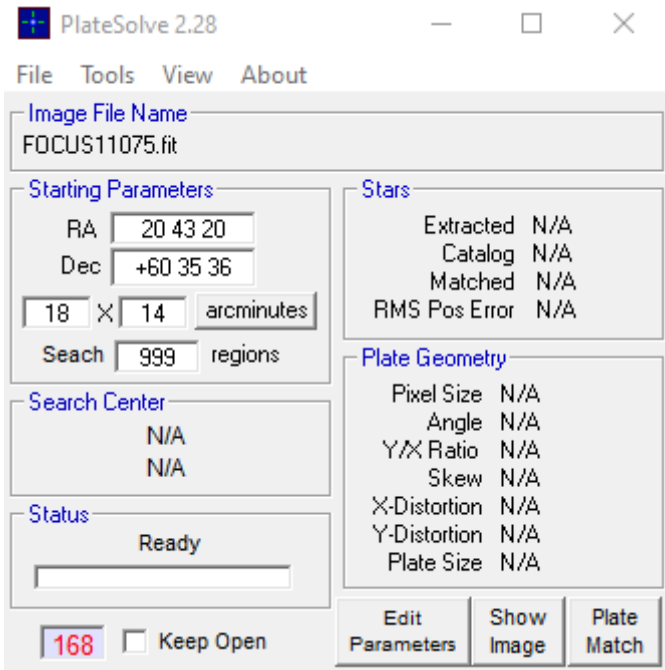 PlateSolve 2.28
File Tools View About
Image File Name
FOCUS11075.fit
Starting Parameters
RA 20 43 20
Dec +60 35 36
18 X 14 arcminutes
Seach 999 regions
Search Center
N/A
N/A
Status
Ready
168 Keep Open
Stars
Extracted N/A
Catalog N/A
Matched N/A
RMS Pos Error N/A
Plate Geometry
Pixel Size N/A
Angle N/A
Y/X Ratio N/A
Skew N/A
X-Distortion N/A
Y-Distortion N/A
Plate Size N/A
Edit Parameters
Show Image
Plate Match